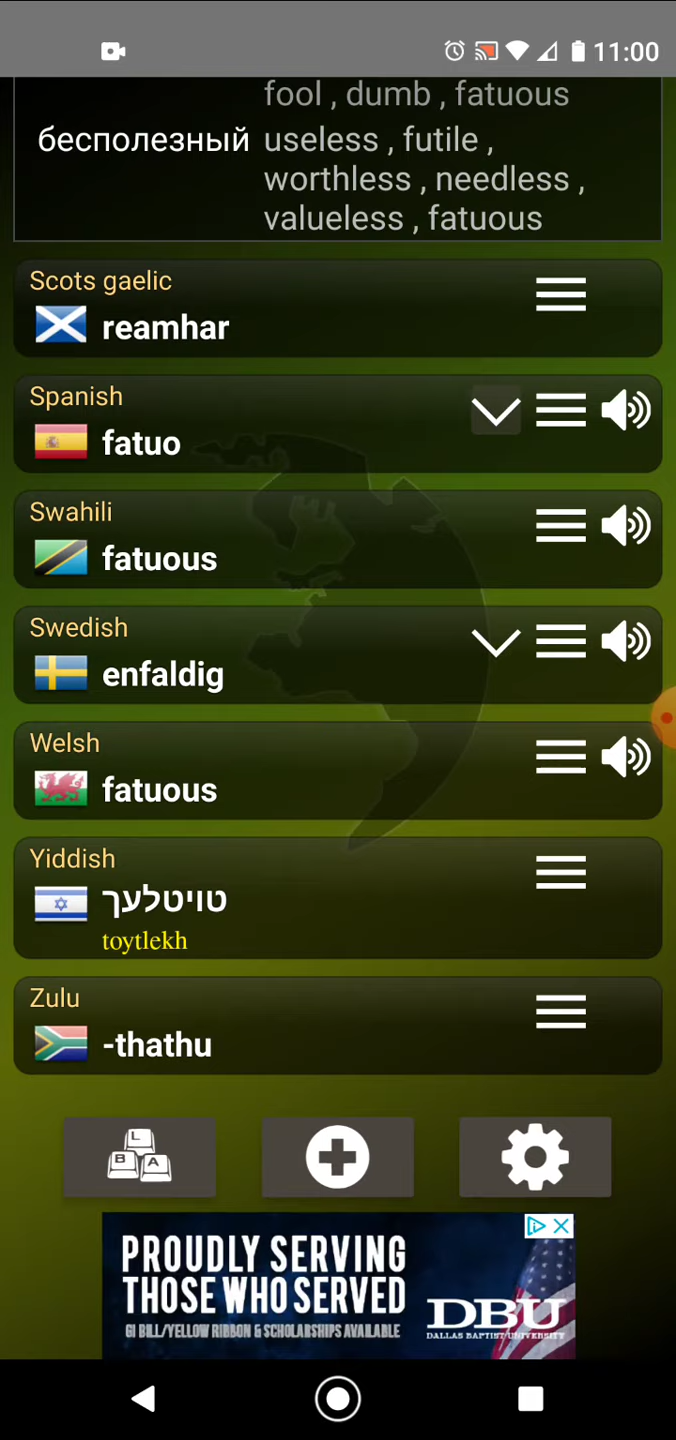 11:00
fool , dumb , fatuous
бесполезный useless , futile ,
worthless , needless ,
valueless , fatuous
Scots gaelic
reamhar
Spanish
fatuo
Swahili
fatuous
Swedish
enfaldig
Welsh
fatuous
Yiddish
טויטלעך
toytlekh
Zulu
-thathu
L
B A
PROUDLY SERVING
THOSE WHO SERVED
GI BILL/YELLOW RIBBON & SCHOLARSHIPS AVAILABLE
DBU
DALLAS BAPTIST UNIVERSITY